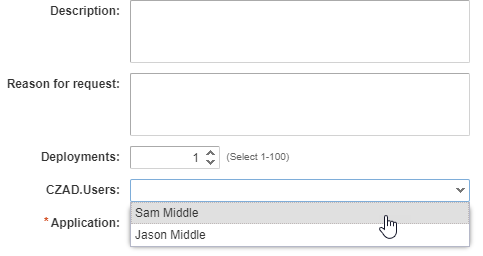 Description:
Reason for request:
Deployments: 1 (Select 1-100)
CZAD.Users:
Sam Middle
* Application:
Jason Middle